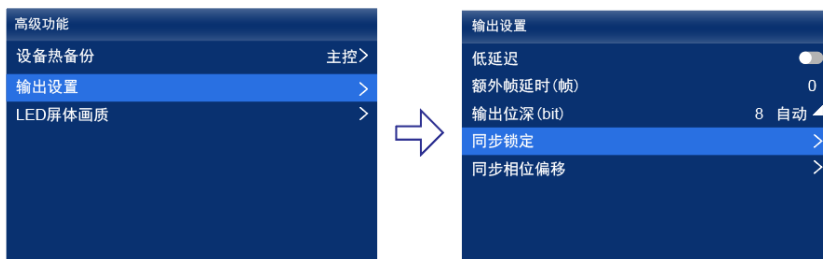 高级功能
设备热备份 主控>
输出设置 >
LED屏体画质 >
输出设置
低延迟
额外帧延时(帧) 0
输出位深(bit) 8 自动
同步锁定 >
同步相位偏移 >